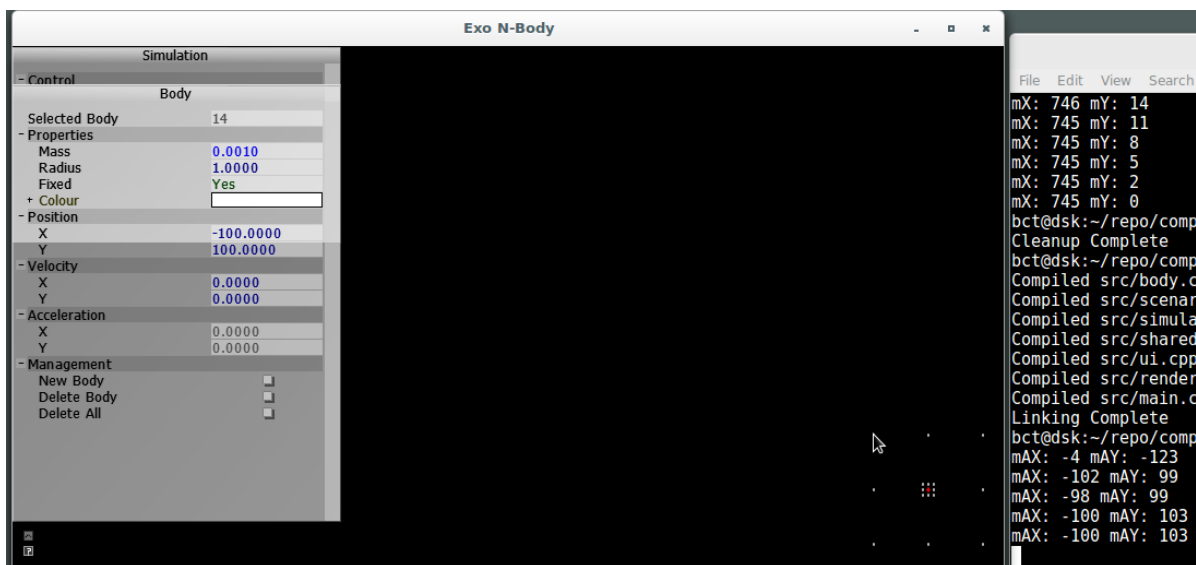 Exo N-Body
Simulation
- Control
Body
Selected Body 14
- Properties
Mass 0.0010
Radius 1.0000
Fixed Yes
+ Colour
- Position
X -100.0000
Y 100.0000
- Velocity
X 0.0000
Y 0.0000
- Acceleration
X 0.0000
Y 0.0000
- Management
New Body
Delete Body
Delete All
?
File Edit View Search
mX: 746 mY: 14
mX: 745 mY: 11
mX: 745 mY: 8
mX: 745 mY: 5
mX: 745 mY: 2
mX: 745 mY: 0
bct@dsk:~/repo/comp
Cleanup Complete
bct@dsk:~/repo/comp
Compiled src/body.c
Compiled src/scenar
Compiled src/simula
Compiled src/shared
Compiled src/ui.cpp
Compiled src/render
Compiled src/main.c
Linking Complete
bct@dsk:~/repo/comp
mAX: -4 mAY: -123
mAX: -102 mAY: 99
mAX: -98 mAY: 99
mAX: -100 mAY: 103
mAX: -100 mAY: 103